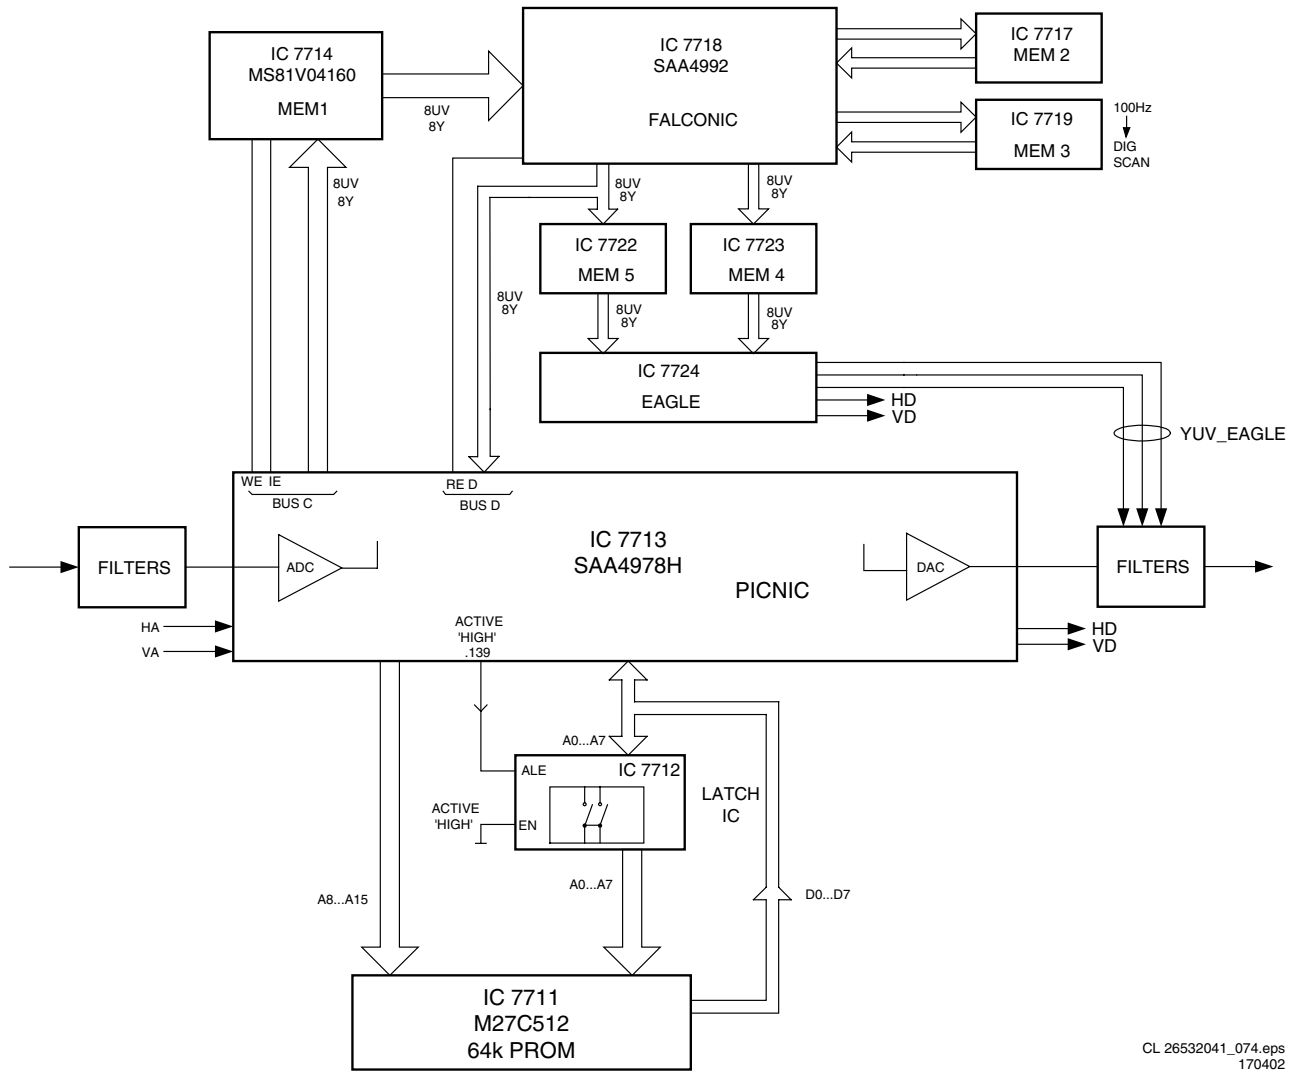 IC 7714
MS81V04160
MEM1
8UV
8Y
IC 7718
SAA4992
FALCONIC
IC 7717
MEM 2
IC 7719
MEM 3
100Hz
DIG
SCAN
8UV
8Y
8UV
8Y
8UV
8Y
IC 7722
MEM 5
IC 7723
MEM 4
8UV
8Y
8UV
8Y
8UV
8Y
IC 7724
EAGLE
HD
VD
YUV_EAGLE
WE IE
BUS C
RE D
BUS D
IC 7713
SAA4978H
PICNIC
FILTERS
ADC
DAC
FILTERS
HA
VA
ACTIVE
'HIGH'
.139
HD
VD
A0...A7
ALE
IC 7712
LATCH
IC
ACTIVE
'HIGH'
EN
A8...A15
A0...A7
D0...D7
IC 7711
M27C512
64k PROM
CL 26532041_074.eps
170402